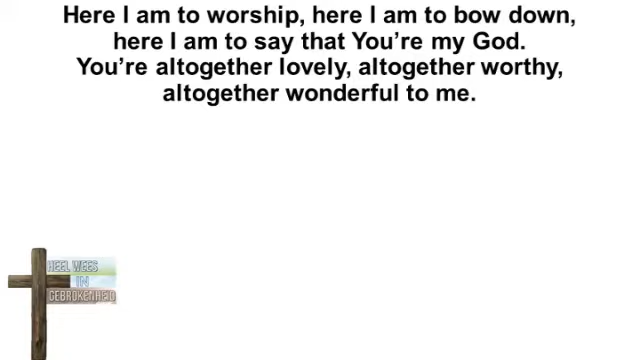 Here I am to worship, here I am to bow down,
here I am to say that You're my God.
You're altogether lovely, altogether worthy,
altogether wonderful to me.
HEEL WEES
IN
GEBROKENHEID